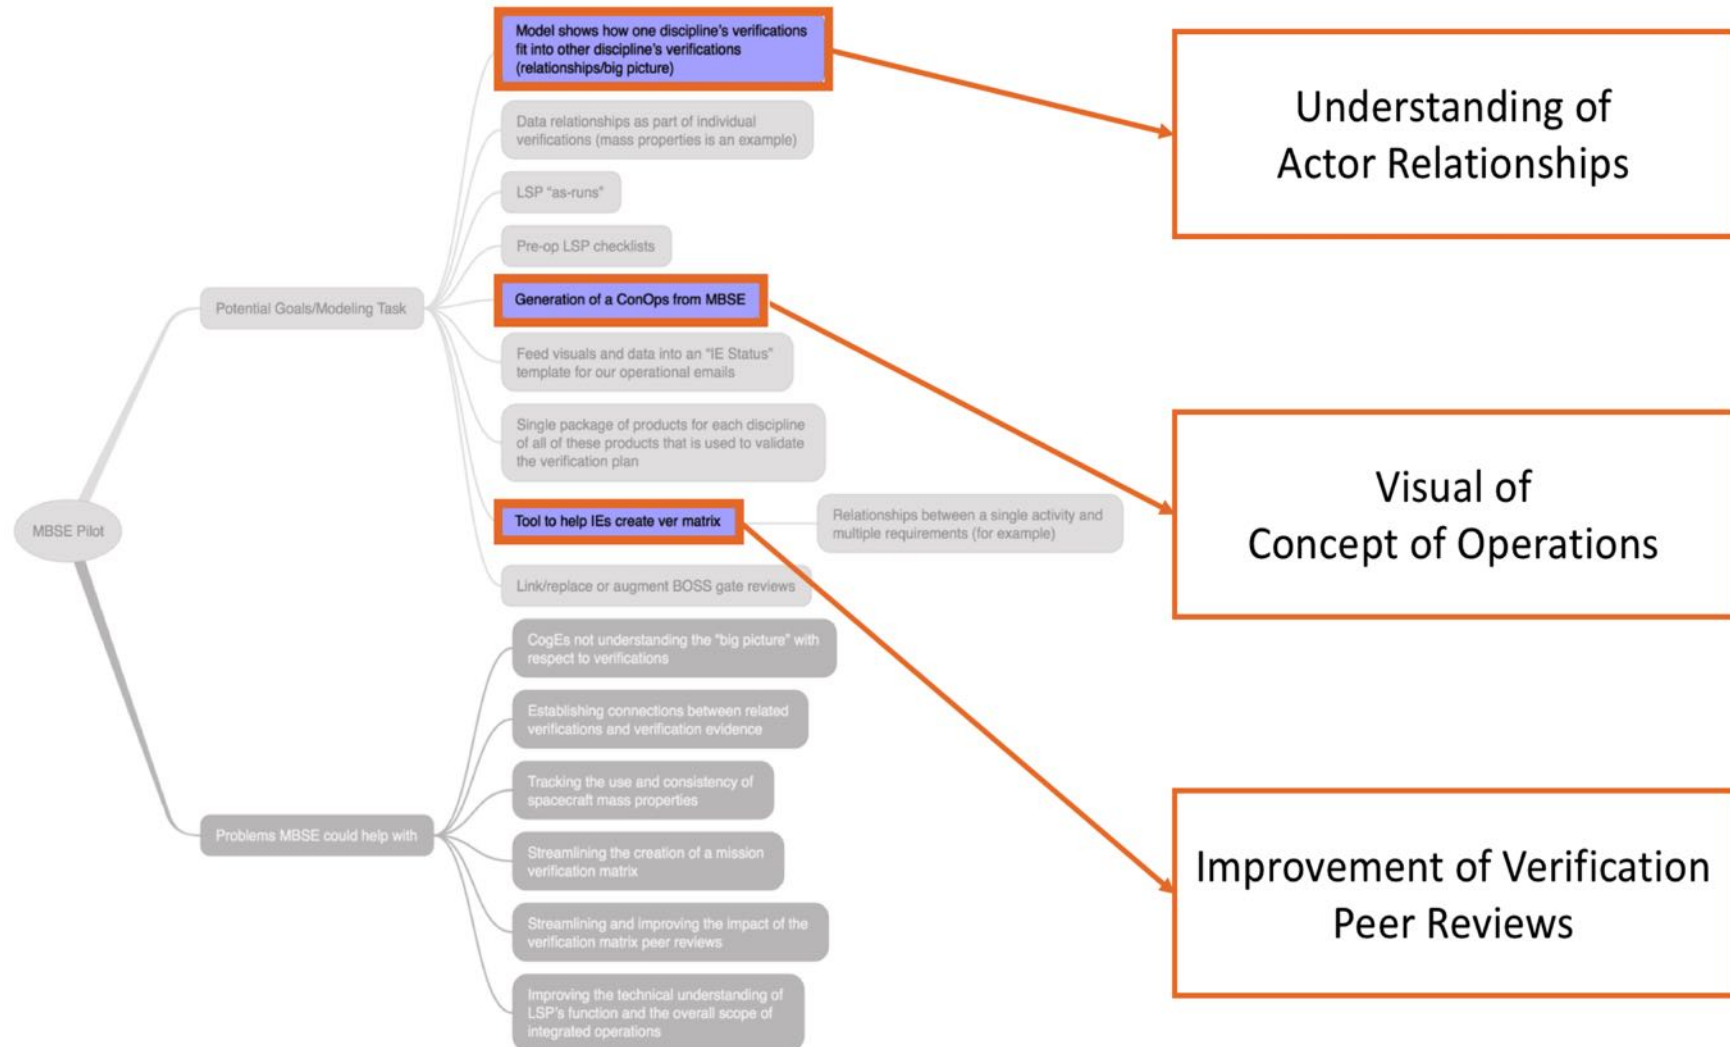 Model shows how one discipline's verifications
fit into other discipline's verifications
(relationships/big picture)
Data relationships as part of individual
verifications (mass properties is an example)
LSP "as-runs"
Pre-op LSP checklists
Potential Goals/Modeling Task
Generation of a ConOps from MBSE
Feed visuals and data into an "IE Status"
template for our operational emails
Single package of products for each discipline
of all of these products that is used to validate
the verification plan
MBSE Pilot
Tool to help IEs create ver matrix
Relationships between a single activity and
multiple requirements (for example)
Link/replace or augment BOSS gate reviews
CogEs not understanding the "big picture" with
respect to verifications
Establishing connections between related
verifications and verification evidence
Tracking the use and consistency of
spacecraft mass properties
Problems MBSE could help with
Streamlining the creation of a mission
verification matrix
Streamlining and improving the impact of the
verification matrix peer reviews
Improving the technical understanding of
LSP's function and the overall scope of
integrated operations
Understanding of
Actor Relationships
Visual of
Concept of Operations
Improvement of Verification
Peer Reviews